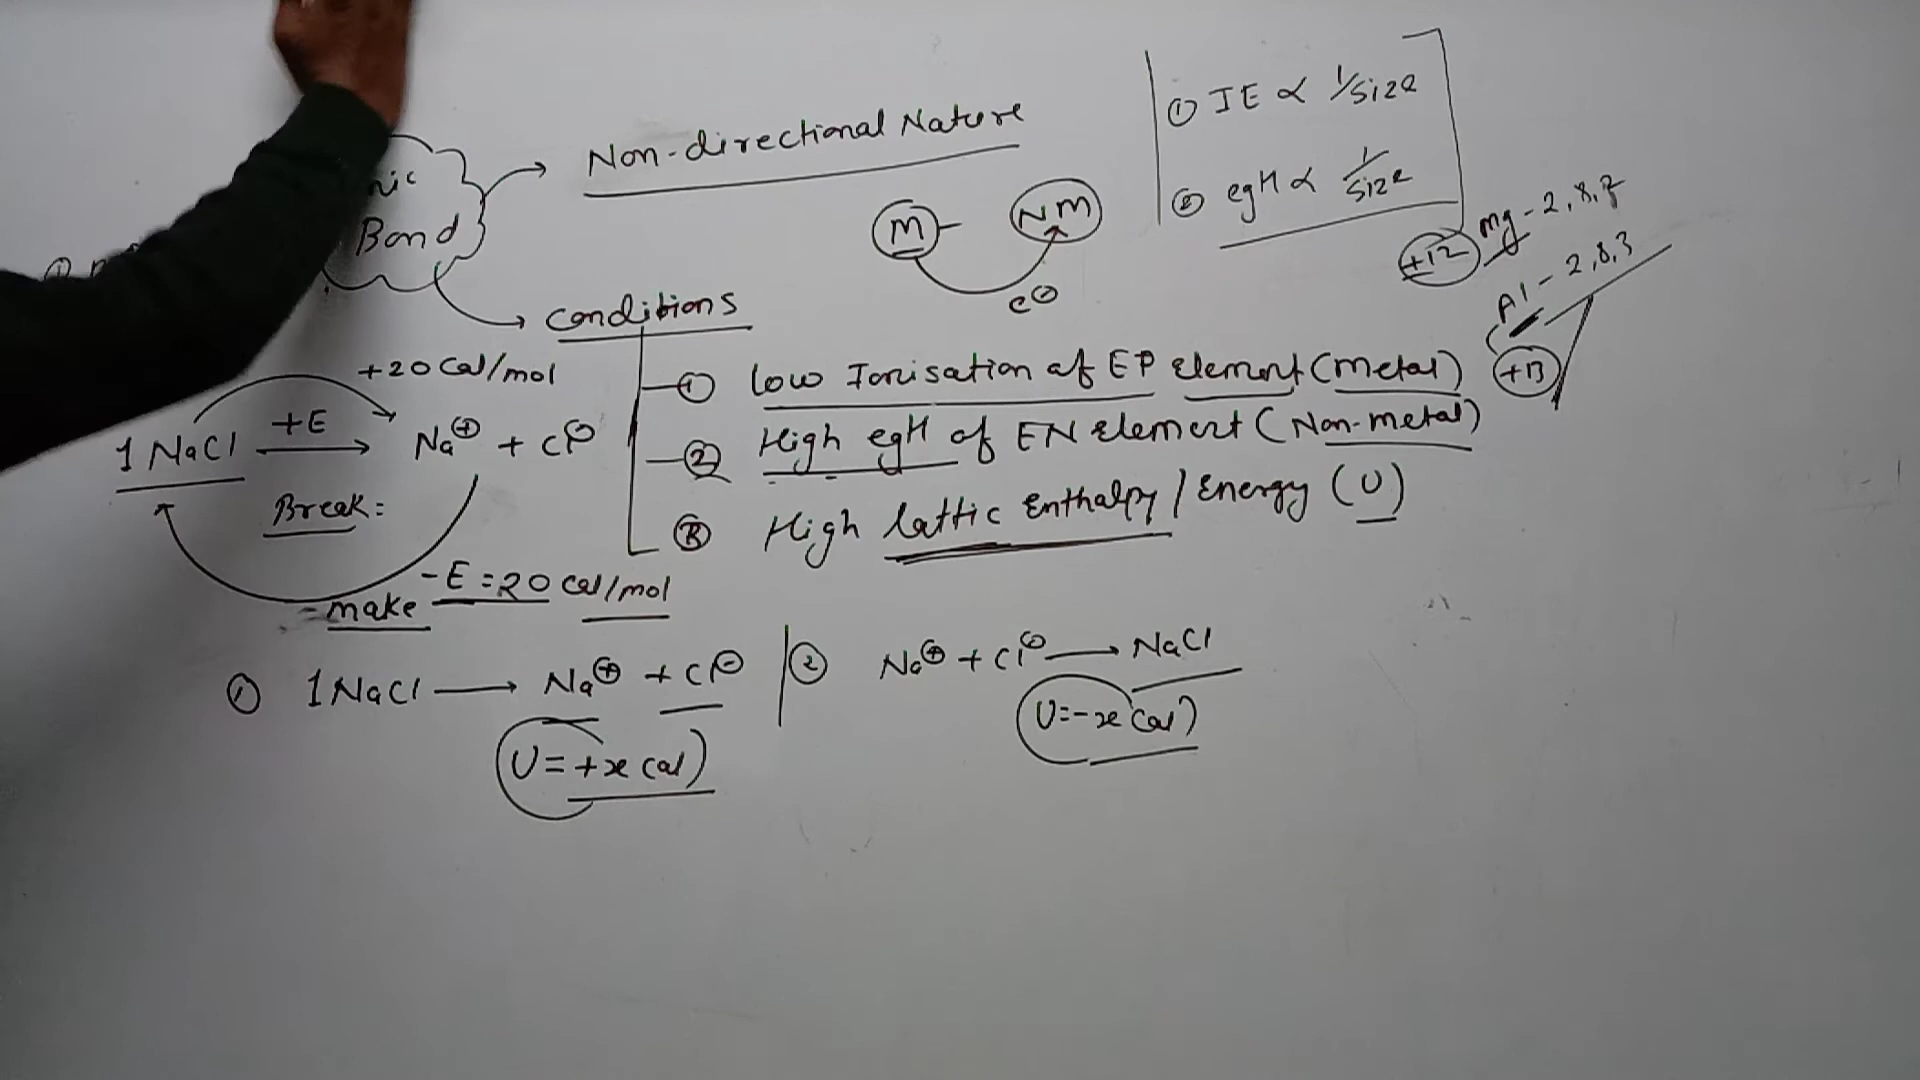 Non-directional Nature
① IE ∝ 1/size
② egH ∝ 1/size
Bond
M
NM
e⊖
+12 Mg - 2, 8, 2
Al - 2, 8, 3
+13
Conditions
① Low Ionisation of EP element (Metal)
② High egH of EN element (Non-metal)
③ High lattic Enthalpy / Energy (U)
+20 Cal/mol
1 NaCl +E → Na⊕ + Cl⊖
Break:
- make -E = 20 Cal/mol
① 1 NaCl → Na⊕ + Cl⊖
U = +x Cal
② Na⊕ + Cl⊖ → NaCl
U = -x Cal